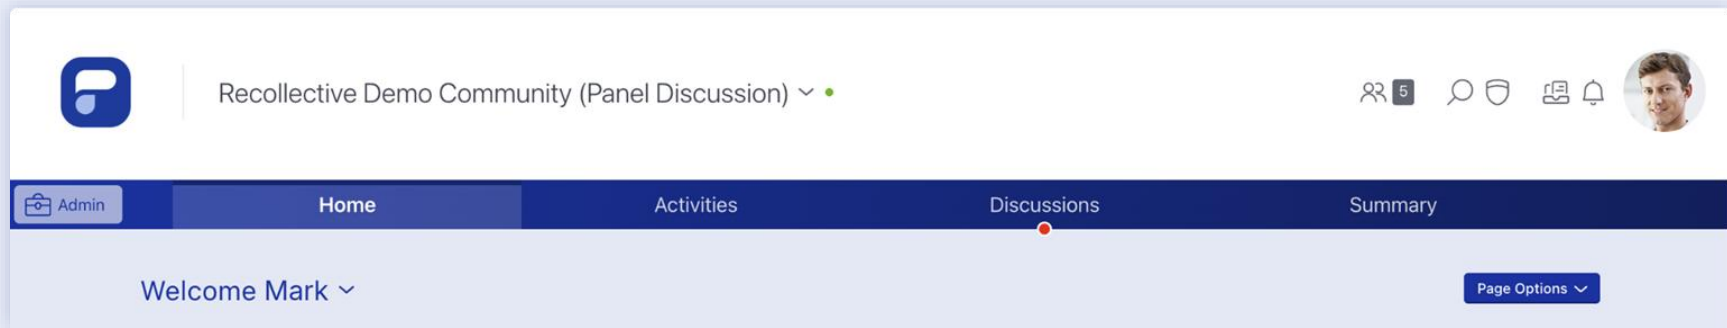 Recollective Demo Community (Panel Discussion)
5
Admin
Home
Activities
Discussions
Summary
Welcome Mark
Page Options